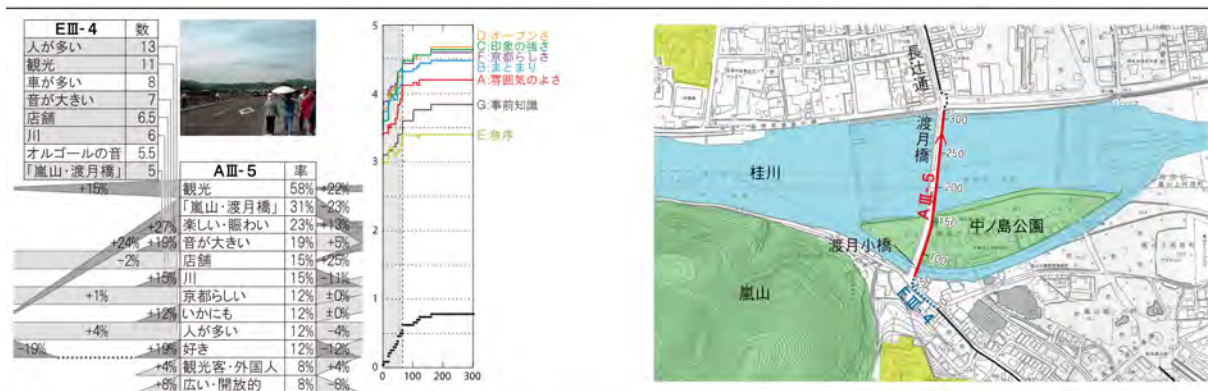 EⅢ-4 数
人が多い 13
観光 11
車が多い 8
音が大きい 7
店舗 6.5
川 6
オルゴールの音 5.5
「嵐山・渡月橋」 5
AⅢ-5 率
+15% 観光 58% +22%
「嵐山・渡月橋」 31% -23%
+27% 楽しい・賑わい 23% +13%
+24% +19% 音が大きい 19% +5%
-2% 店舗 15% +25%
+15% 川 15% -11%
+1% 京都らしい 12% ±0%
+12% いかにも 12% ±0%
+4% 人が多い 12% -4%
-19% +19% 好き 12% -12%
+4% 観光客・外国人 8% +4%
+8% 広い・開放的 8% -8%
5
4
3
2
1
0
0 100 200 300
D:オープンさ
C:印象の強さ
F:京都らしさ
B:まとまり
A:雰囲気のよさ
G:事前知識
E:秩序
長辻通
渡月橋
300
250
200
150
100
AⅢ-5
桂川
中ノ島公園
渡月小橋
嵐山
EⅢ-4